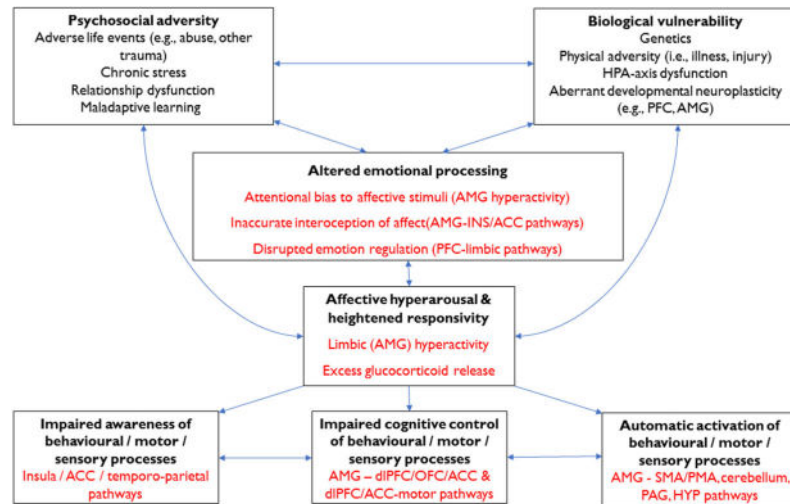 Psychosocial adversity
Adverse life events (e.g., abuse, other
trauma)
Chronic stress
Relationship dysfunction
Maladaptive learning
Biological vulnerability
Genetics
Physical adversity (i.e., illness, injury)
HPA-axis dysfunction
Aberrant developmental neuroplasticity
(e.g., PFC, AMG)
Altered emotional processing
Attentional bias to affective stimuli (AMG hyperactivity)
Inaccurate interoception of affect(AMG-INS/ACC pathways)
Disrupted emotion regulation (PFC-limbic pathways)
Affective hyperarousal &
heightened responsivity
Limbic (AMG) hyperactivity
Excess glucocorticoid release
Impaired awareness of
behavioural / motor /
sensory processes
Insula / ACC / temporo-parietal
pathways
Impaired cognitive control
of behavioural / motor /
sensory processes
AMG – dlPFC/OFC/ACC &
dlPFC/ACC-motor pathways
Automatic activation of
behavioural / motor /
sensory processes
AMG - SMA/PMA, cerebellum,
PAG, HYP pathways